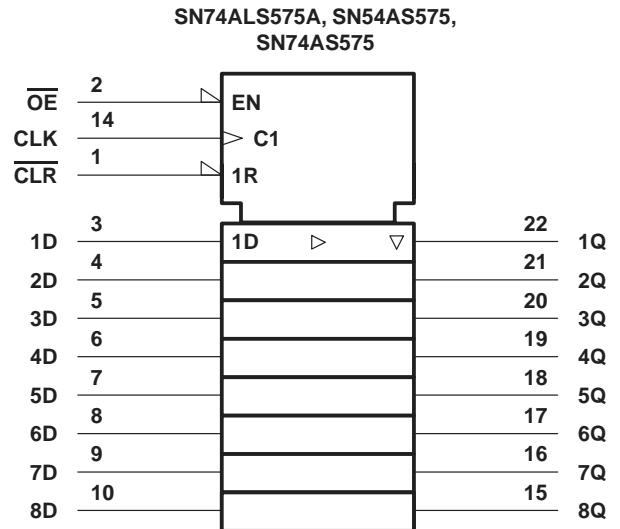 SN74ALS575A, SN54AS575,
SN74AS575
OE 2 EN
CLK 14 C1
CLR 1 1R
1D 3 1D 22 1Q
2D 4 21 2Q
3D 5 20 3Q
4D 6 19 4Q
5D 7 18 5Q
6D 8 17 6Q
7D 9 16 7Q
8D 10 15 8Q